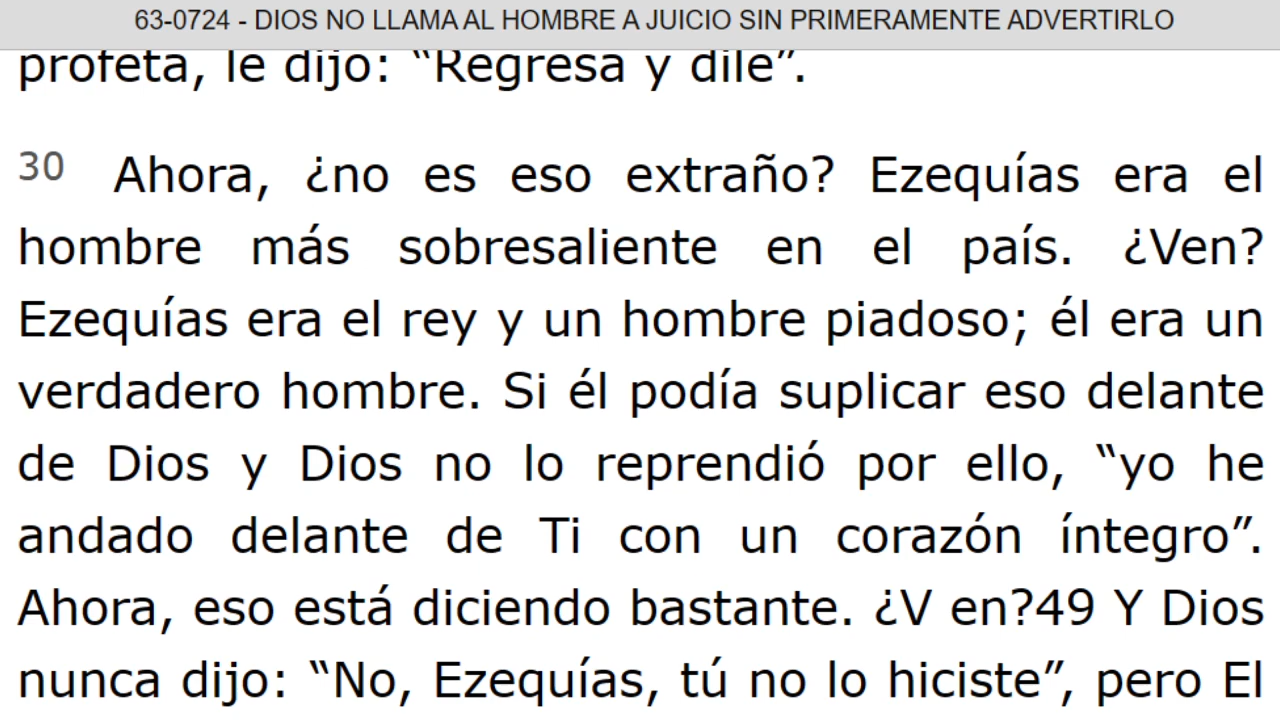 63-0724 - DIOS NO LLAMA AL HOMBRE A JUICIO SIN PRIMERAMENTE ADVERTIRLO
profeta, le dijo: “Regresa y dile”.
30 Ahora, ¿no es eso extraño? Ezequías era el
hombre más sobresaliente en el país. ¿Ven?
Ezequías era el rey y un hombre piadoso; él era un
verdadero hombre. Si él podía suplicar eso delante
de Dios y Dios no lo reprendió por ello, “yo he
andado delante de Ti con un corazón íntegro”.
Ahora, eso está diciendo bastante. ¿V en?49 Y Dios
nunca dijo: “No, Ezequías, tú no lo hiciste”, pero El